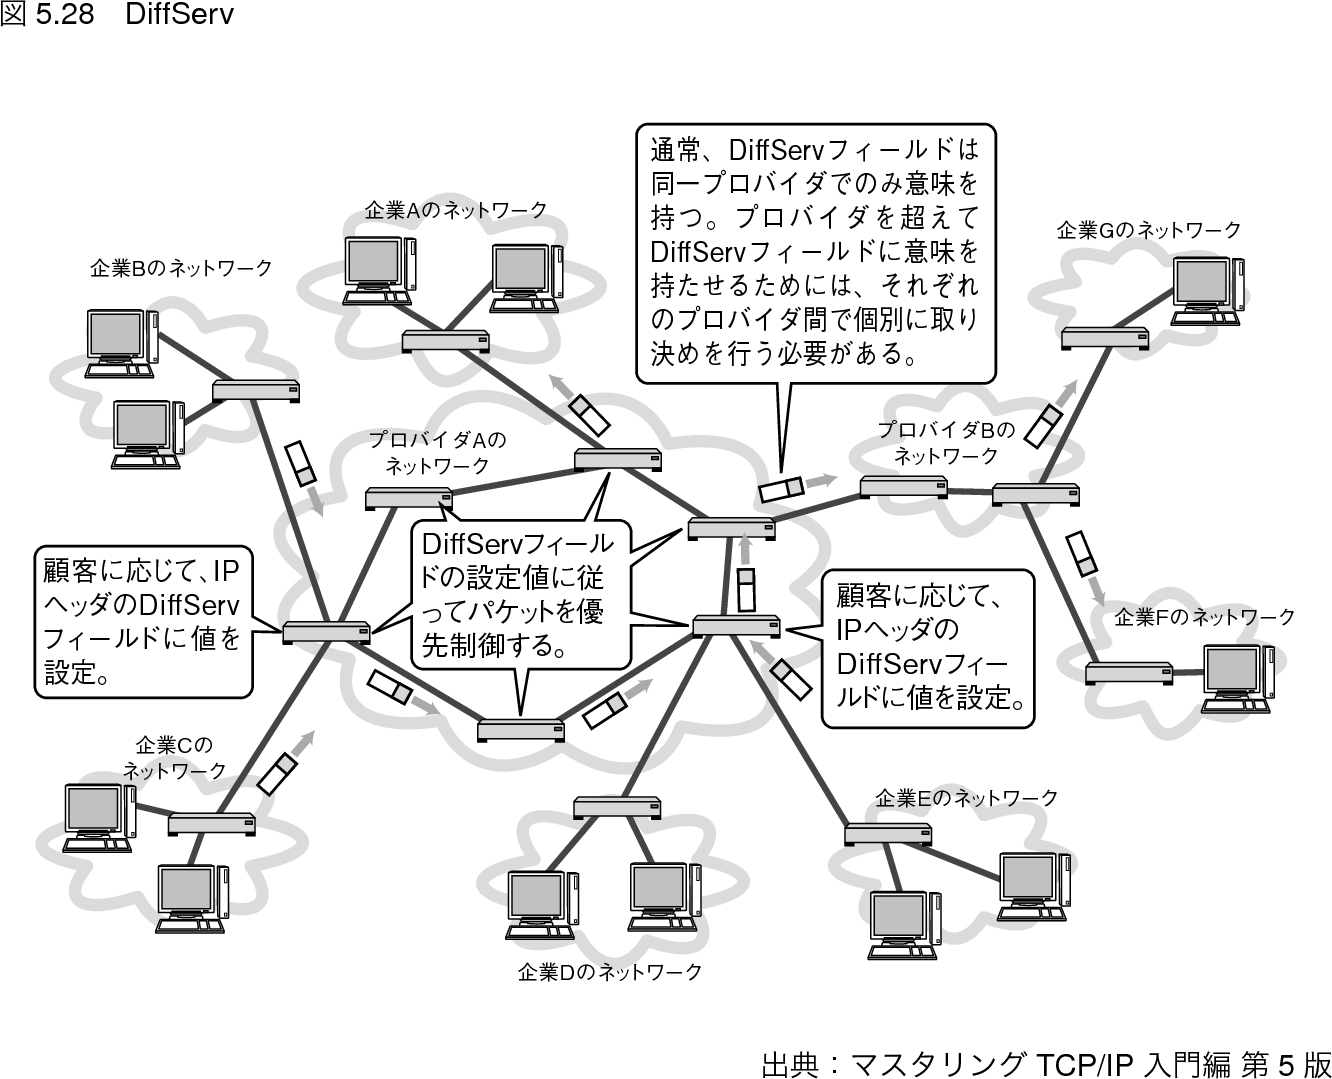 図 5.28　DiffServ
通常、DiffServフィールドは
同一プロバイダでのみ意味を
持つ。プロバイダを超えて
DiffServフィールドに意味を
持たせるためには、それぞれ
のプロバイダ間で個別に取り
決めを行う必要がある。
企業Aのネットワーク
企業Gのネットワーク
企業Bのネットワーク
プロバイダAの
ネットワーク
プロバイダBの
ネットワーク
DiffServフィール
ドの設定値に従
ってパケットを優
先制御する。
顧客に応じて、IP
ヘッダのDiffServ
フィールドに値を
設定。
顧客に応じて、
IPヘッダの
DiffServフィー
ルドに値を設定。
企業Fのネットワーク
企業Cの
ネットワーク
企業Eのネットワーク
企業Dのネットワーク
出典：マスタリング TCP/IP 入門編 第 5 版